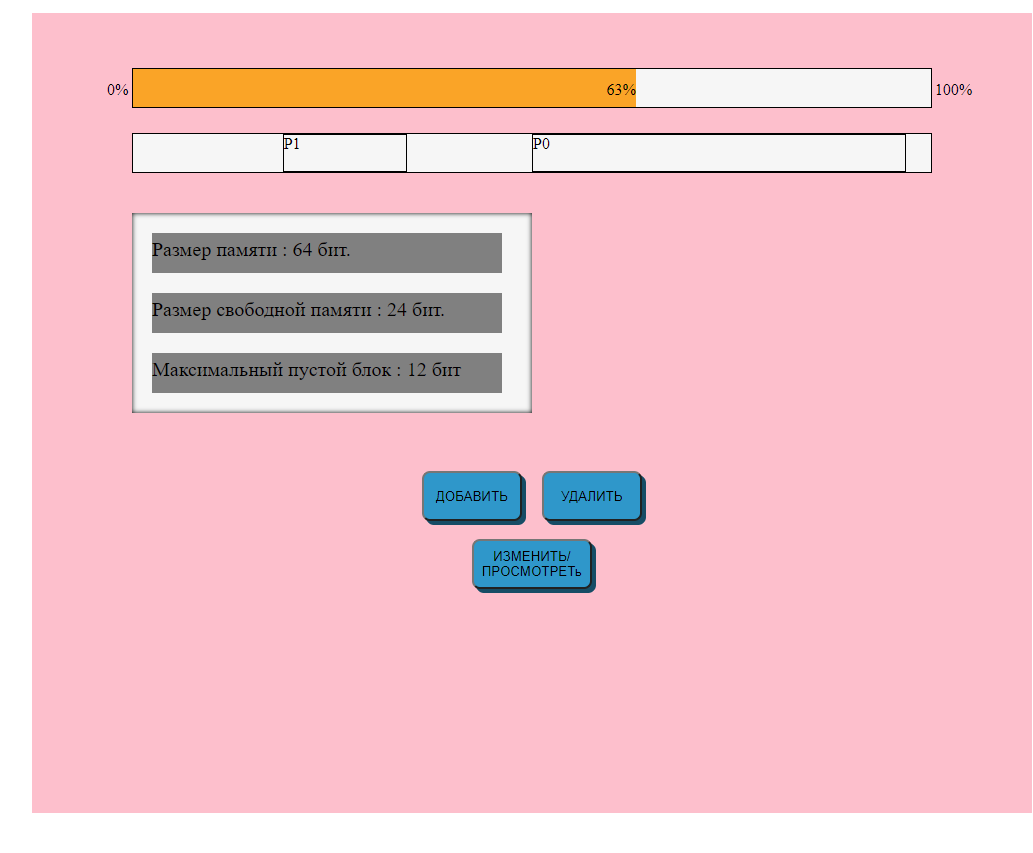 0% 63% 100%
P1 P0
Размер памяти : 64 бит.
Размер свободной памяти : 24 бит.
Максимальный пустой блок : 12 бит
ДОБАВИТЬ УДАЛИТЬ
ИЗМЕНИТЬ/
ПРОСМОТРЕТь